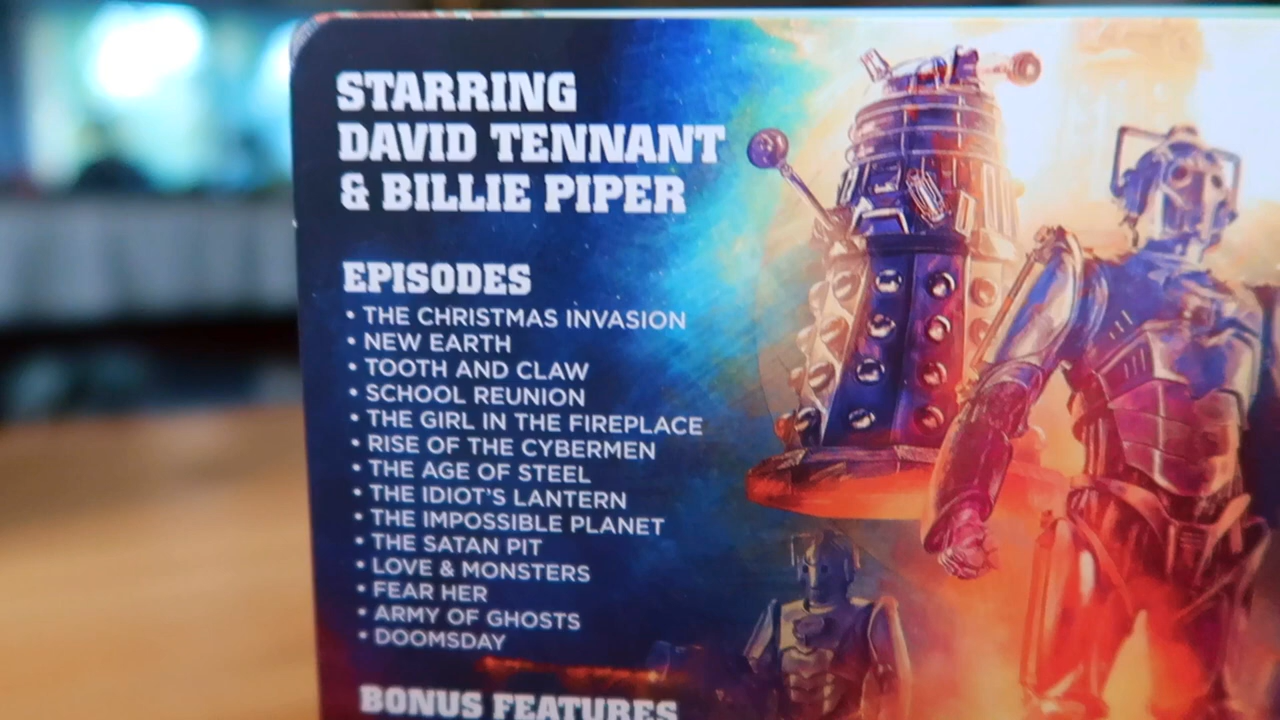 STARRING
DAVID TENNANT
& BILLIE PIPER
EPISODES
• THE CHRISTMAS INVASION
• NEW EARTH
• TOOTH AND CLAW
• SCHOOL REUNION
• THE GIRL IN THE FIREPLACE
• RISE OF THE CYBERMEN
• THE AGE OF STEEL
• THE IDIOT'S LANTERN
• THE IMPOSSIBLE PLANET
• THE SATAN PIT
• LOVE & MONSTERS
• FEAR HER
• ARMY OF GHOSTS
• DOOMSDAY
BONUS FEATURES